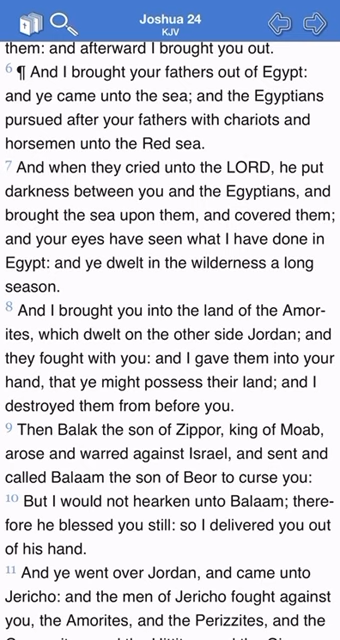 Joshua 24
KJV
them: and afterward I brought you out.
6 ¶ And I brought your fathers out of Egypt:
and ye came unto the sea; and the Egyptians
pursued after your fathers with chariots and
horsemen unto the Red sea.
7 And when they cried unto the LORD, he put
darkness between you and the Egyptians, and
brought the sea upon them, and covered them;
and your eyes have seen what I have done in
Egypt: and ye dwelt in the wilderness a long
season.
8 And I brought you into the land of the Amor-
ites, which dwelt on the other side Jordan; and
they fought with you: and I gave them into your
hand, that ye might possess their land; and I
destroyed them from before you.
9 Then Balak the son of Zippor, king of Moab,
arose and warred against Israel, and sent and
called Balaam the son of Beor to curse you:
10 But I would not hearken unto Balaam; there-
fore he blessed you still: so I delivered you out
of his hand.
11 And ye went over Jordan, and came unto
Jericho: and the men of Jericho fought against
you, the Amorites, and the Perizzites, and the